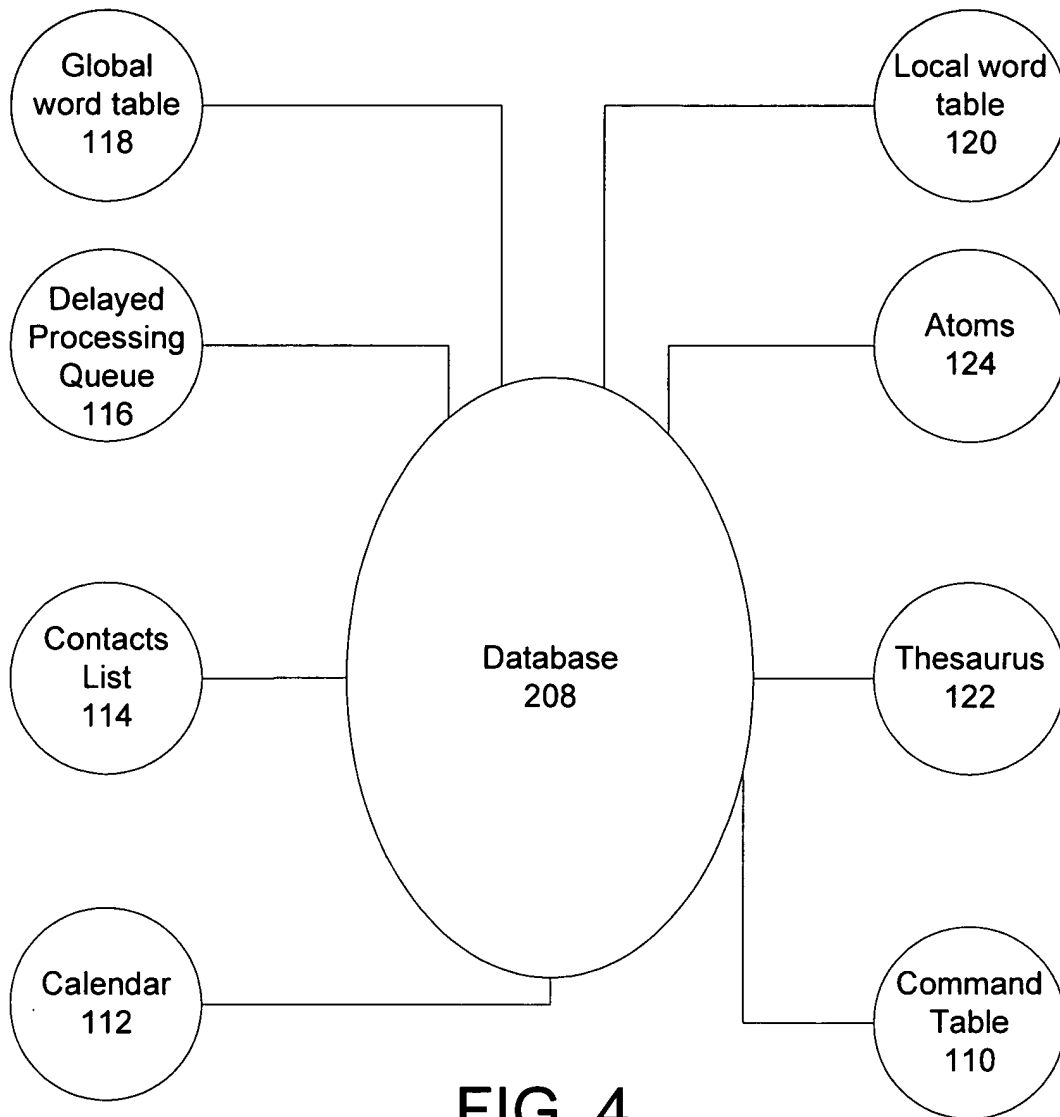 Global
word table
118
Local word
table
120
Delayed
Processing
Queue
116
Atoms
124
Contacts
List
114
Database
208
Thesaurus
122
Calendar
112
Command
Table
110
FIG. 4